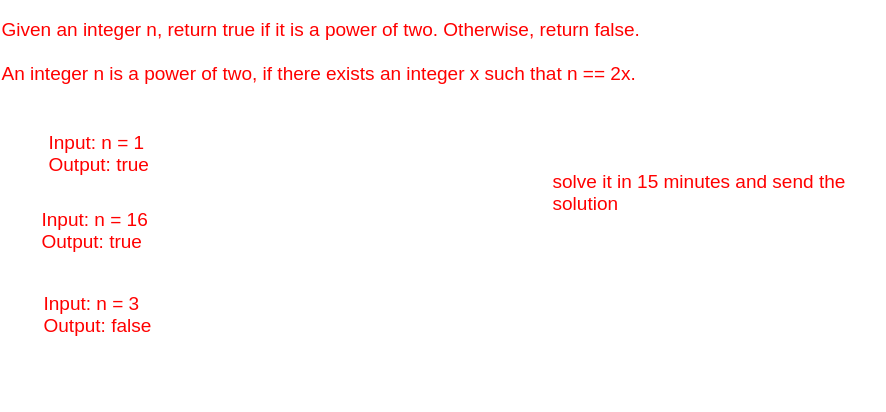 Given an integer n, return true if it is a power of two. Otherwise, return false.
An integer n is a power of two, if there exists an integer x such that n == 2x.
Input: n = 1
Output: true
solve it in 15 minutes and send the
solution
Input: n = 16
Output: true
Input: n = 3
Output: false